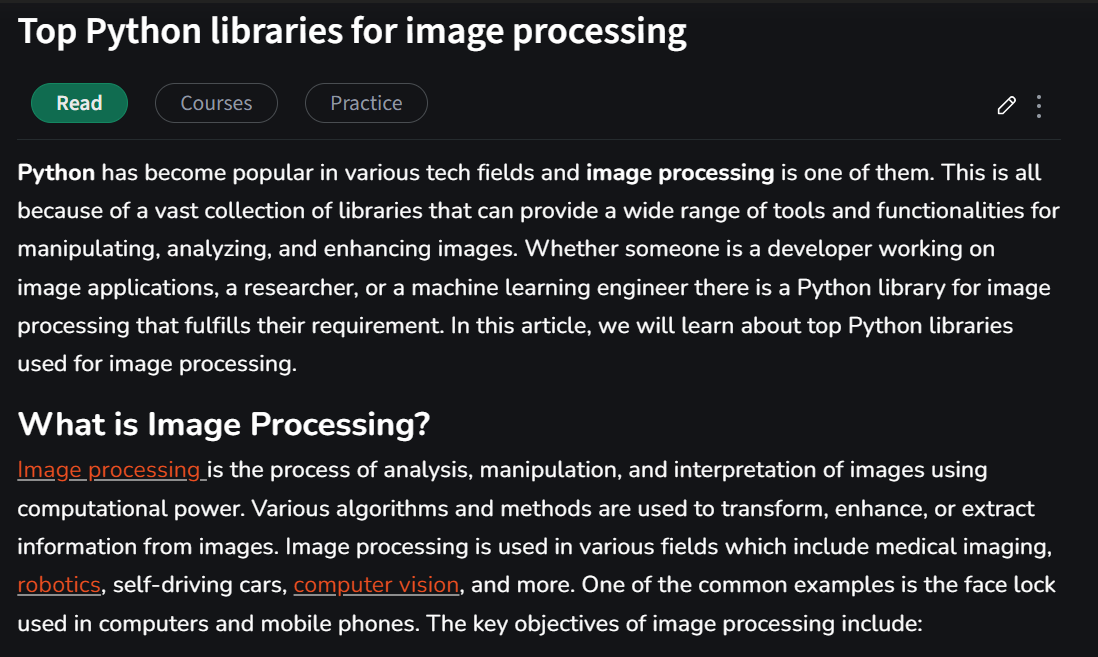 Top Python libraries for image processing
Read Courses Practice
Python has become popular in various tech fields and image processing is one of them. This is all
because of a vast collection of libraries that can provide a wide range of tools and functionalities for
manipulating, analyzing, and enhancing images. Whether someone is a developer working on
image applications, a researcher, or a machine learning engineer there is a Python library for image
processing that fulfills their requirement. In this article, we will learn about top Python libraries
used for image processing.
What is Image Processing?
Image processing is the process of analysis, manipulation, and interpretation of images using
computational power. Various algorithms and methods are used to transform, enhance, or extract
information from images. Image processing is used in various fields which include medical imaging,
robotics, self-driving cars, computer vision, and more. One of the common examples is the face lock
used in computers and mobile phones. The key objectives of image processing include: